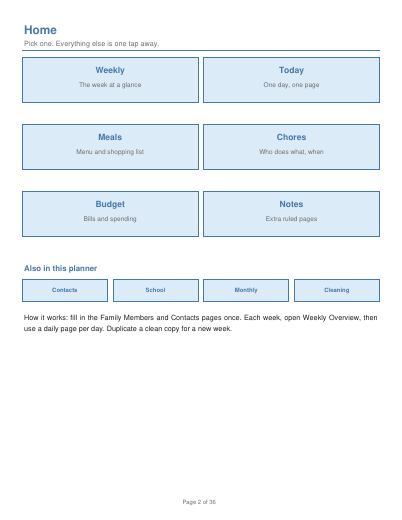 Home
Pick one. Everything else is one tap away.
Weekly
The week at a glance
Today
One day, one page
Meals
Menu and shopping list
Chores
Who does what, when
Budget
Bills and spending
Notes
Extra ruled pages
Also in this planner
Contacts
School
Monthly
Cleaning
How it works: fill in the Family Members and Contacts pages once. Each week, open Weekly Overview, then
use a daily page per day. Duplicate a clean copy for a new week.
Page 2 of 36